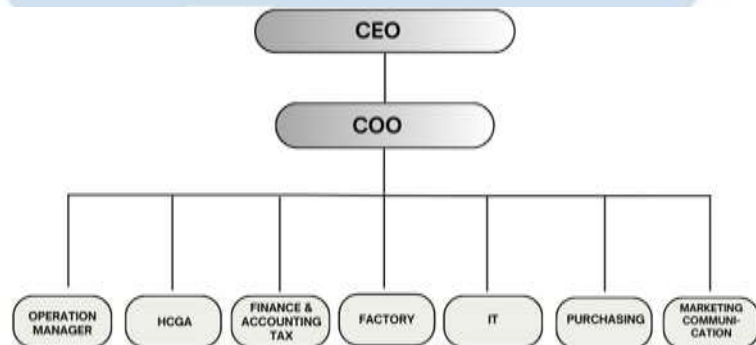 CEO
COO
OPERATION
MANAGER
HCGA
FINANCE &
ACCOUNTING
TAX
FACTORY
IT
PURCHASING
MARKETING
COMMUNI-
CATION